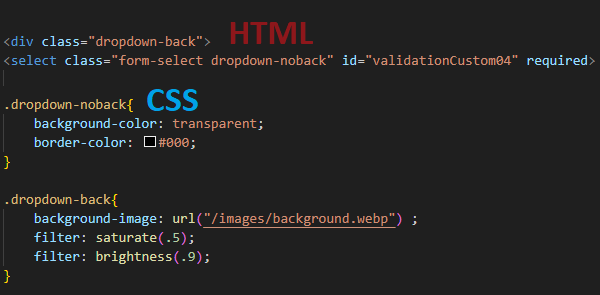 <div class="dropdown-back"> HTML
<select class="form-select dropdown-noback" id="validationCustom04" required>
.dropdown-noback{ CSS
background-color: transparent;
border-color: #000;
}
.dropdown-back{
background-image: url("/images/background.webp") ;
filter: saturate(.5);
filter: brightness(.9);
}